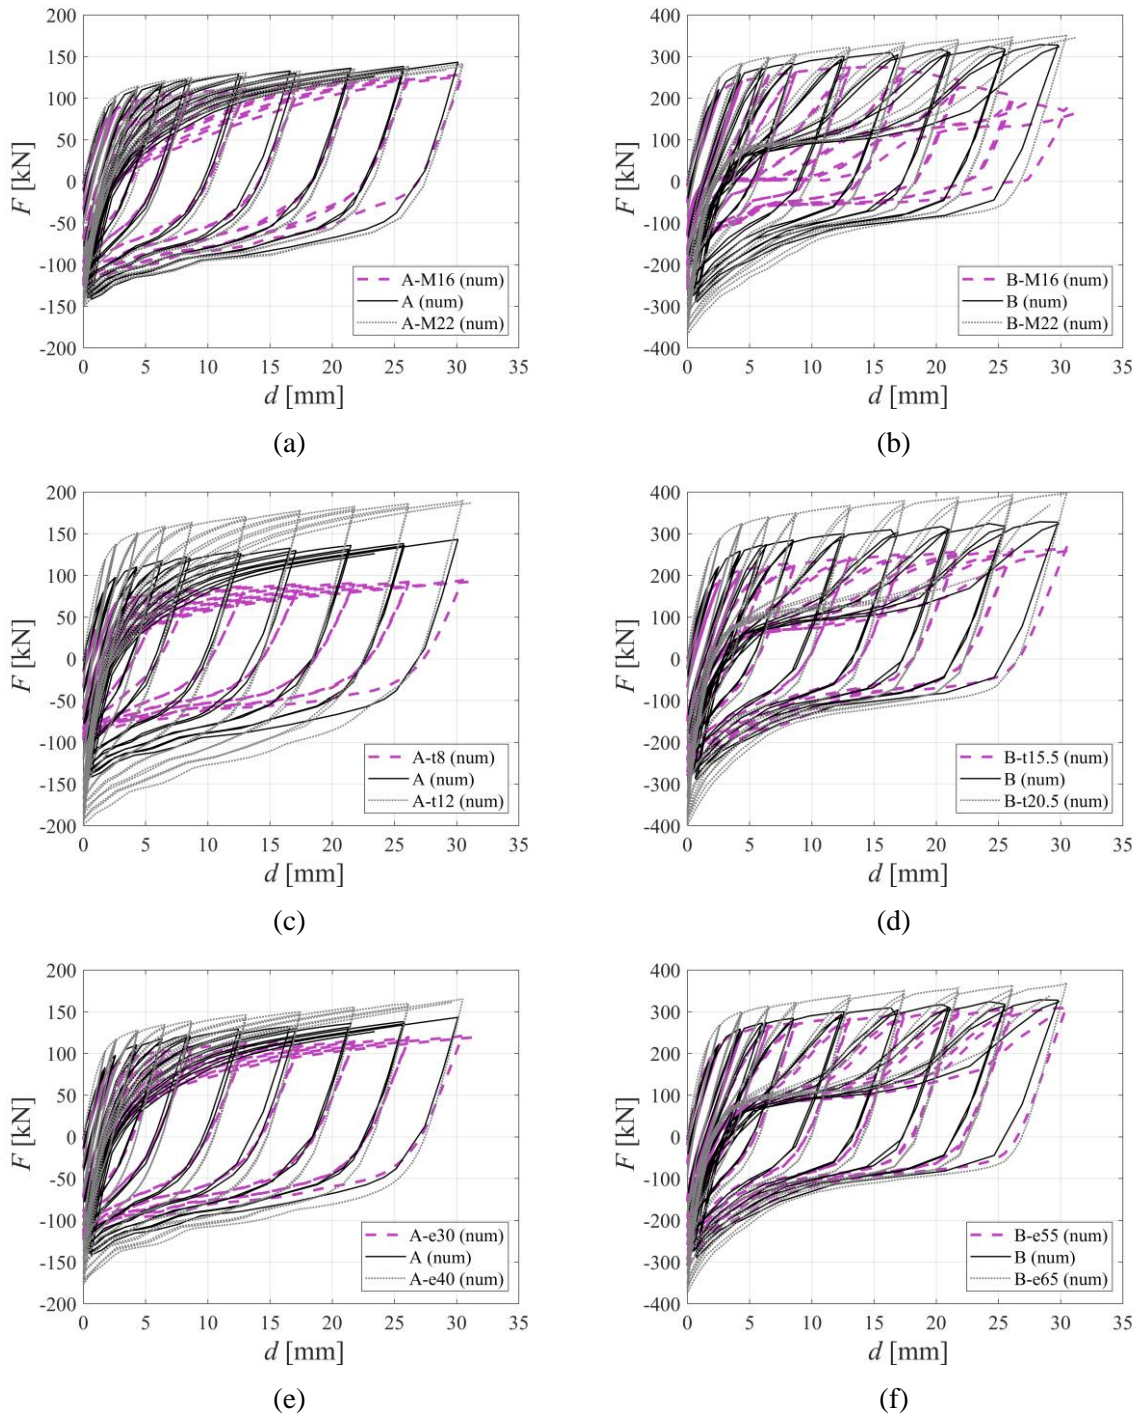 200
150
100
50
0
-50
-100
-150
-200
F [kN]
A-M16 (num)
A (num)
A-M22 (num)
0 5 10 15 20 25 30 35
d [mm]
(a)
400
300
200
100
0
-100
-200
-300
-400
F [kN]
B-M16 (num)
B (num)
B-M22 (num)
0 5 10 15 20 25 30 35
d [mm]
(b)
200
150
100
50
0
-50
-100
-150
-200
F [kN]
A-t8 (num)
A (num)
A-t12 (num)
0 5 10 15 20 25 30 35
d [mm]
(c)
400
300
200
100
0
-100
-200
-300
-400
F [kN]
B-t15.5 (num)
B (num)
B-t20.5 (num)
0 5 10 15 20 25 30 35
d [mm]
(d)
200
150
100
50
0
-50
-100
-150
-200
F [kN]
A-e30 (num)
A (num)
A-e40 (num)
0 5 10 15 20 25 30 35
d [mm]
(e)
400
300
200
100
0
-100
-200
-300
-400
F [kN]
B-e55 (num)
B (num)
B-e65 (num)
0 5 10 15 20 25 30 35
d [mm]
(f)